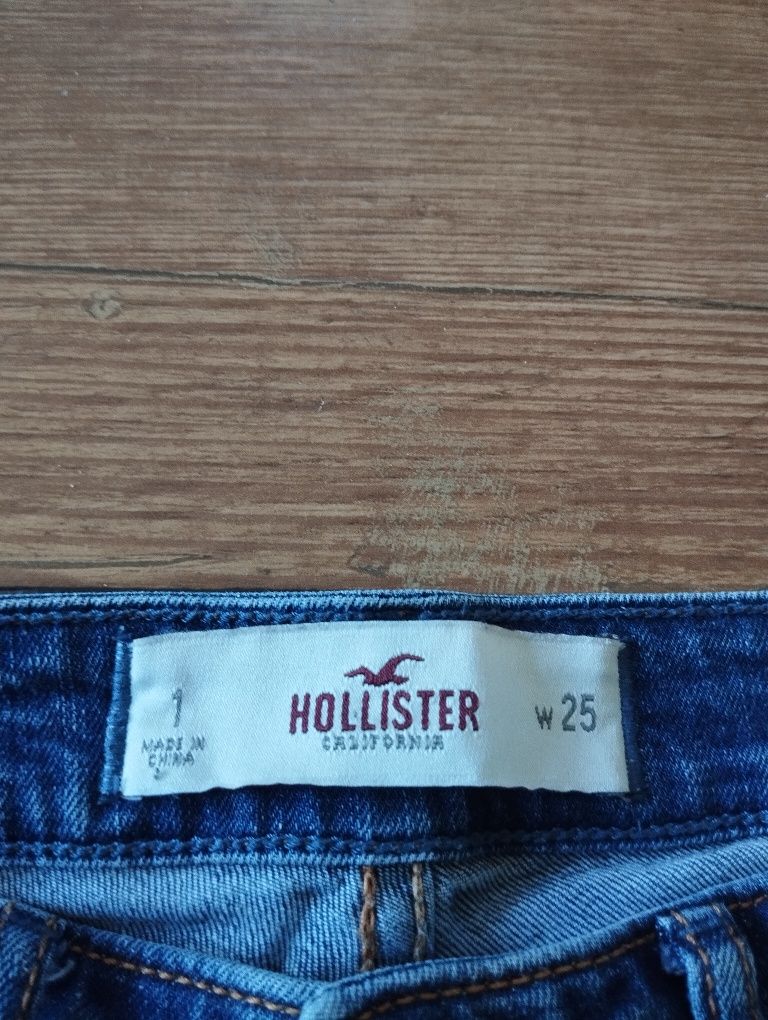 1
MADE IN
CHINA
HOLLISTER
CALIFORNIA
W 25